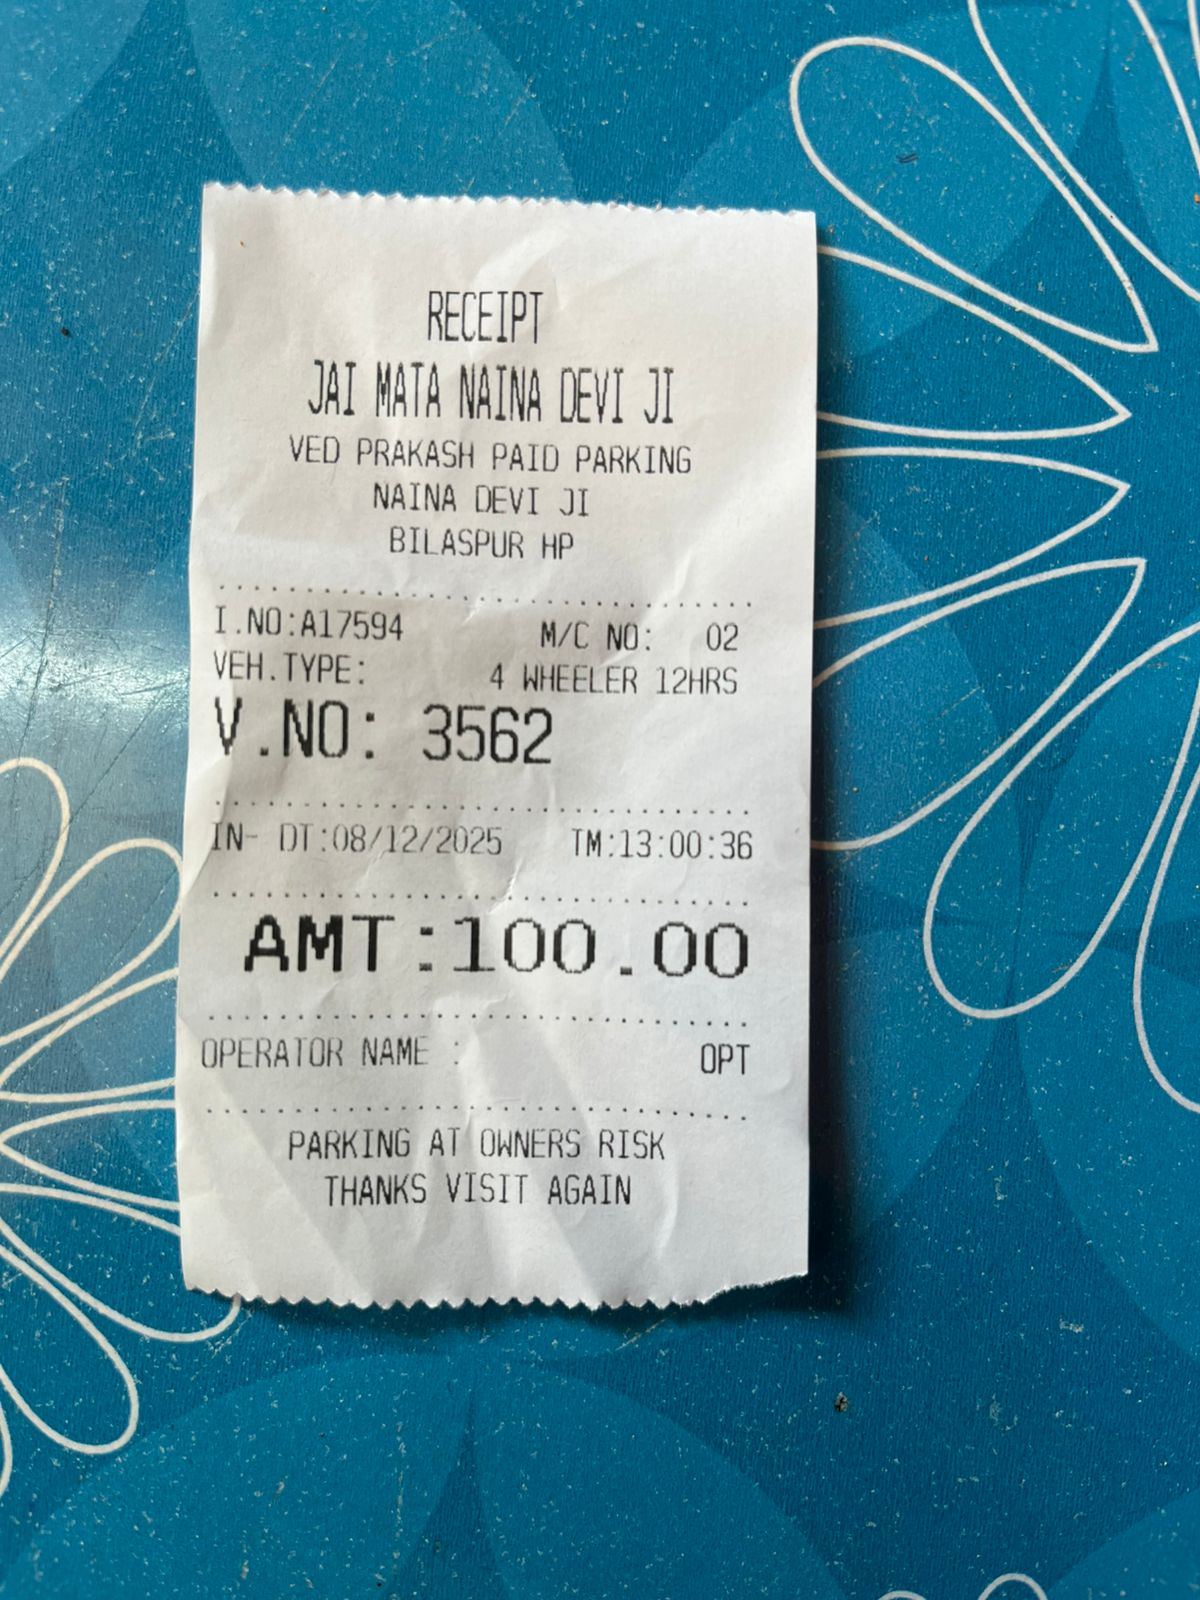 RECEIPT
JAI MATA NAINA DEVI JI
VED PRAKASH PAID PARKING
NAINA DEVI JI
BILASPUR HP
I.NO:A17594 M/C NO: 02
VEH.TYPE: 4 WHEELER 12HRS
V.NO: 3562
IN- DT:08/12/2025 TM:13:00:36
AMT:100.00
OPERATOR NAME : OPT
PARKING AT OWNERS RISK
THANKS VISIT AGAIN